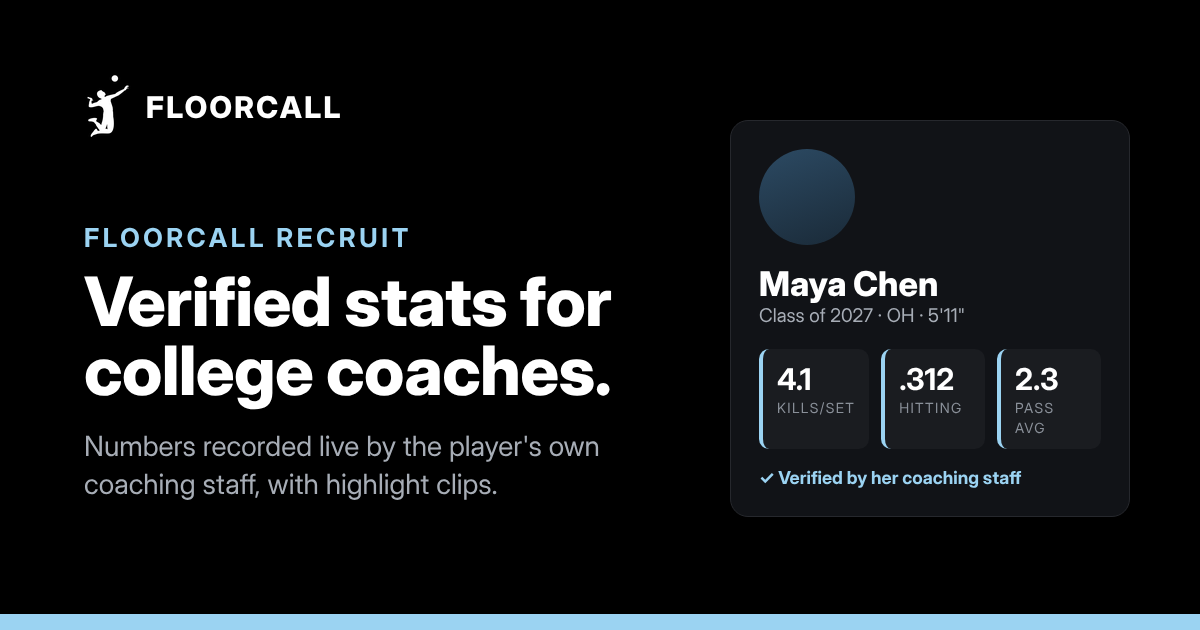 FLOORCALL
FLOORCALL RECRUIT
Verified stats for
college coaches.
Numbers recorded live by the player's own
coaching staff, with highlight clips.
Maya Chen
Class of 2027 · OH · 5'11"
4.1
KILLS/SET
.312
HITTING
2.3
PASS
AVG
✓ Verified by her coaching staff